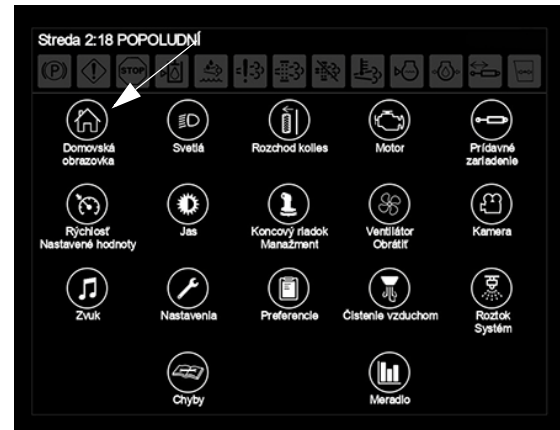 Streda 2:18 POPOLUDNÍ
(P) STOP
Domovská obrazovka
Svetlá
Rozchod kolies
Motor
Prídavné zariadenie
Rýchlosť Nastavené hodnoty
Jas
Koncový riadok Manažment
Ventilátor Obrátiť
Kamera
Zvuk
Nastavenia
Preferencie
Čistenie vzduchom
Roztok Systém
Chyby
Meradlo